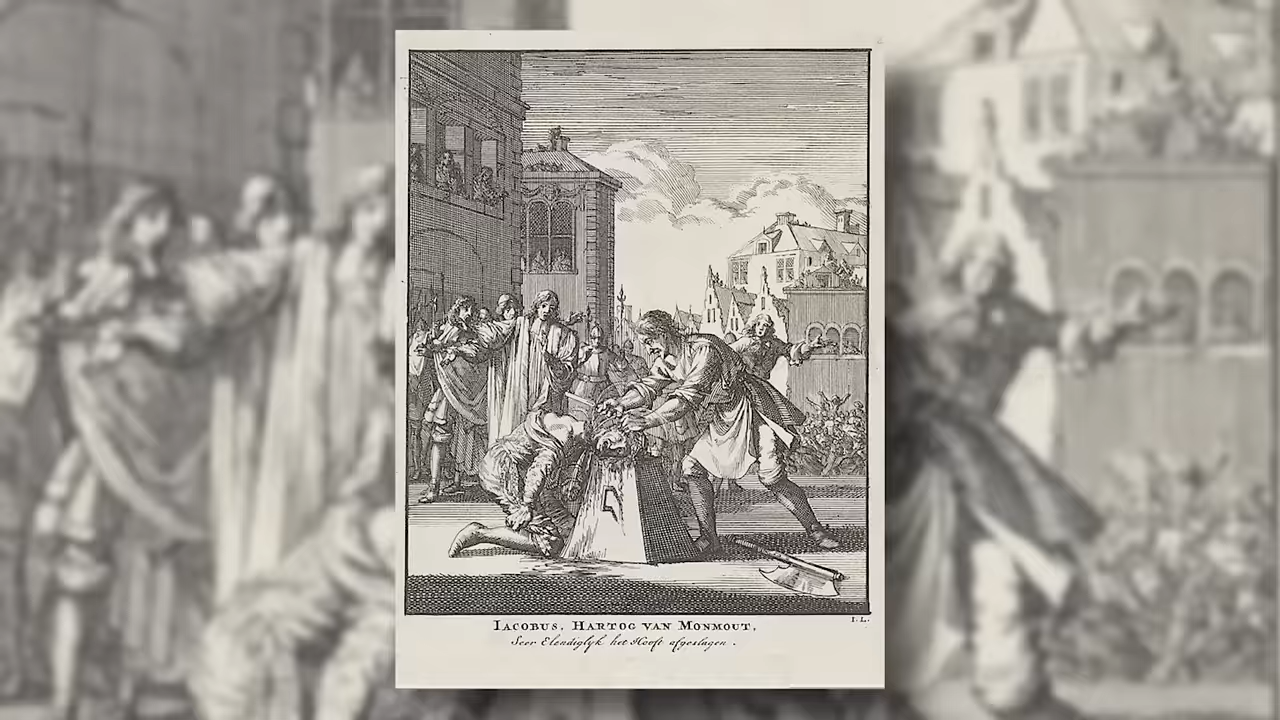 I.L.
IACOBUS, HARTOG VAN MONMOUT,
Seer Elendiglyk het Hooft afgeslagen.